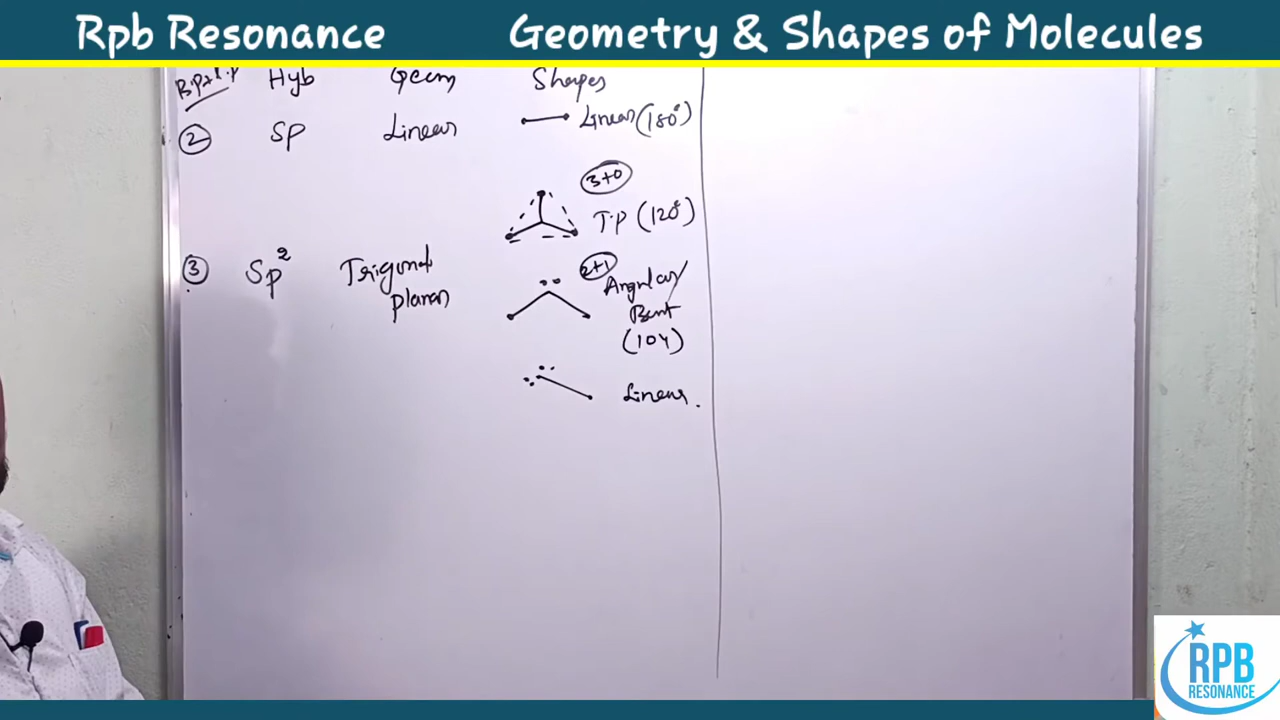 Rpb Resonance
Geometry & Shapes of Molecules
B.p+l.p Hyb Geom Shapes
2 Sp Linear Linear (180°)
3+0
T.P (120°)
3 Sp² Trigonal
planar
2+1
Angular/
Bent
(104)
Linear.
RPB
RESONANCE